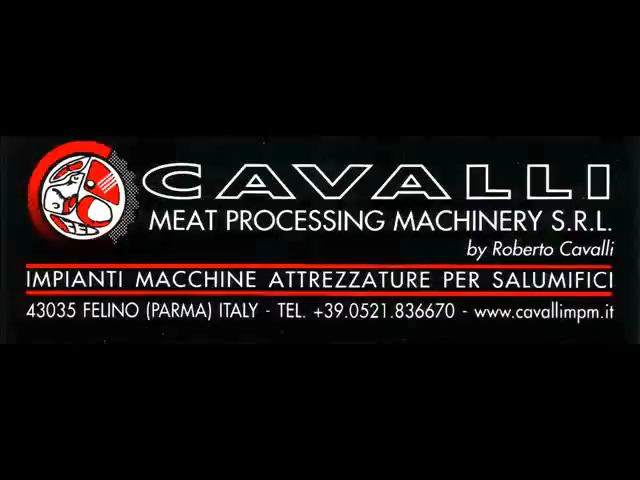 CAVALLI
MEAT PROCESSING MACHINERY S.R.L.
by Roberto Cavalli
IMPIANTI MACCHINE ATTREZZATURE PER SALUMIFICI
43035 FELINO (PARMA) ITALY - TEL. +39.0521.836670 - www.cavallimpm.it